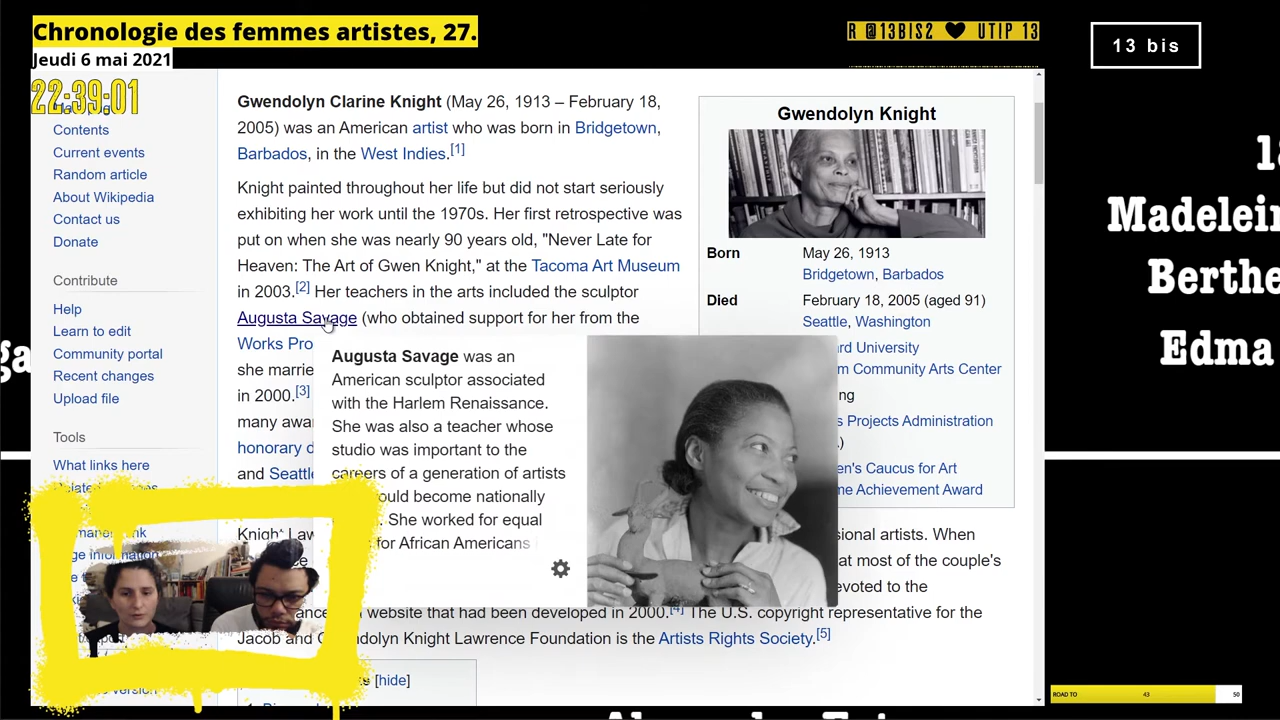 Chronologie des femmes artistes, 27.
Jeudi 6 mai 2021
22:39:01
R @13BIS2 ♥ UTIP 13
13 bis
Contents
Current events
Random article
About Wikipedia
Contact us
Donate
Contribute
Help
Learn to edit
Community portal
Recent changes
Upload file
Tools
What links here
Gwendolyn Clarine Knight (May 26, 1913 – February 18,
2005) was an American artist who was born in Bridgetown,
Barbados, in the West Indies.[1]
Knight painted throughout her life but did not start seriously
exhibiting her work until the 1970s. Her first retrospective was
put on when she was nearly 90 years old, "Never Late for
Heaven: The Art of Gwen Knight," at the Tacoma Art Museum
in 2003.[2] Her teachers in the arts included the sculptor
Augusta Savage (who obtained support for her from the
Works Pro
she marrie
in 2000.[3]
many awar
honorary d
and Seattl
Knight Law
Augusta Savage was an
American sculptor associated
with the Harlem Renaissance.
She was also a teacher whose
studio was important to the
careers of a generation of artists
ould become nationally
. She worked for equal
for African Americans
Gwendolyn Knight
Born May 26, 1913
Bridgetown, Barbados
Died February 18, 2005 (aged 91)
Seattle, Washington
ard University
m Community Arts Center
ng
s Projects Administration
.)
en's Caucus for Art
me Achievement Award
sional artists. When
at most of the couple's
evoted to the
website that had been developed in 2000.[4] The U.S. copyright representative for the
Jacob and G dolyn Knight Lawrence Foundation is the Artists Rights Society.[5]
[hide]
Madelein
Berthe
Edma
ROAD TO 43 50